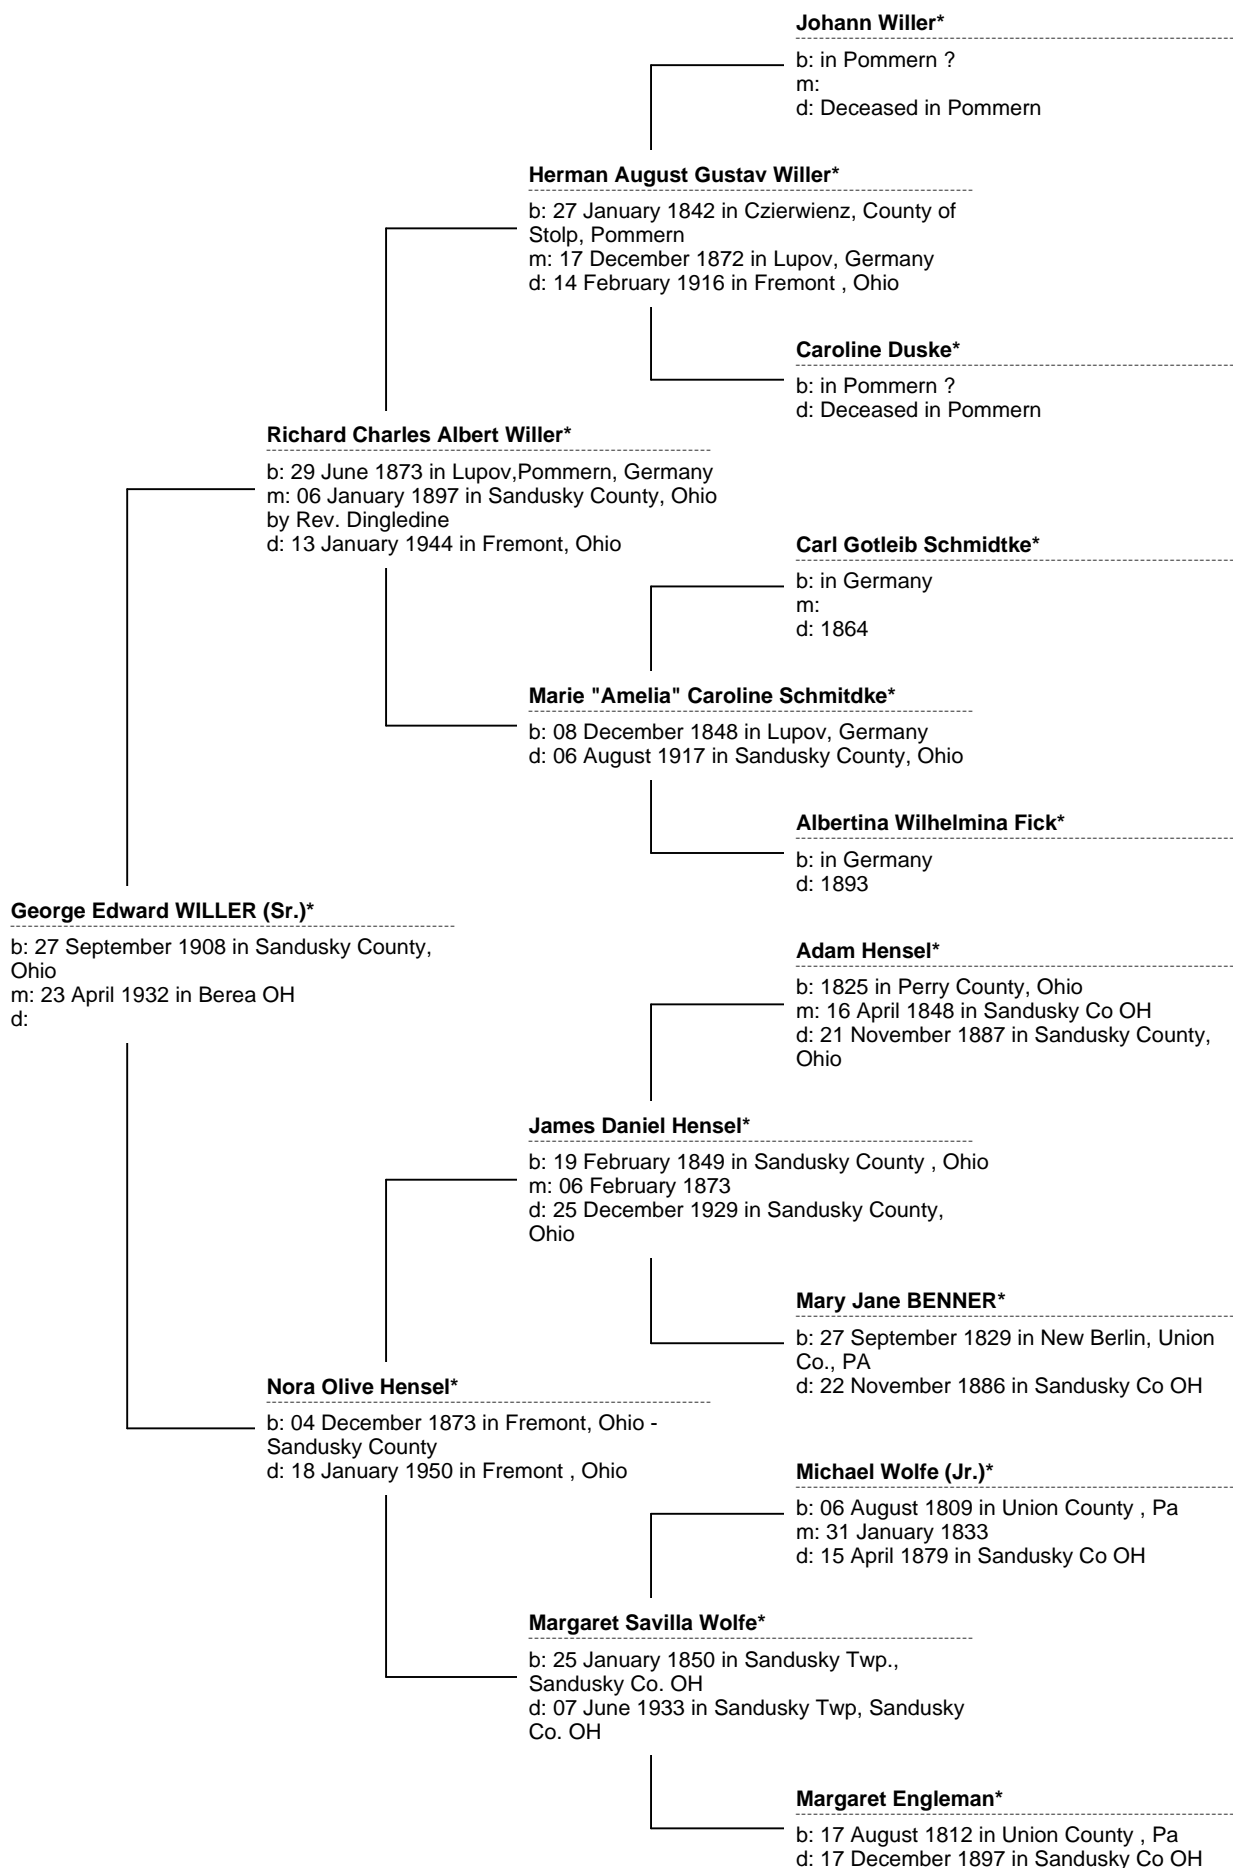 Johann Willer*
b: in Pommern ?
m:
d: Deceased in Pommern
Herman August Gustav Willer*
b: 27 January 1842 in Czierwienz, County of
Stolp, Pommern
m: 17 December 1872 in Lupov, Germany
d: 14 February 1916 in Fremont , Ohio
Caroline Duske*
b: in Pommern ?
d: Deceased in Pommern
Richard Charles Albert Willer*
b: 29 June 1873 in Lupov,Pommern, Germany
m: 06 January 1897 in Sandusky County, Ohio
by Rev. Dingledine
d: 13 January 1944 in Fremont, Ohio
Carl Gotleib Schmidtke*
b: in Germany
m:
d: 1864
Marie "Amelia" Caroline Schmitdke*
b: 08 December 1848 in Lupov, Germany
d: 06 August 1917 in Sandusky County, Ohio
Albertina Wilhelmina Fick*
b: in Germany
d: 1893
George Edward WILLER (Sr.)*
b: 27 September 1908 in Sandusky County,
Ohio
m: 23 April 1932 in Berea OH
d:
Adam Hensel*
b: 1825 in Perry County, Ohio
m: 16 April 1848 in Sandusky Co OH
d: 21 November 1887 in Sandusky County,
Ohio
James Daniel Hensel*
b: 19 February 1849 in Sandusky County , Ohio
m: 06 February 1873
d: 25 December 1929 in Sandusky County,
Ohio
Mary Jane BENNER*
b: 27 September 1829 in New Berlin, Union
Co., PA
d: 22 November 1886 in Sandusky Co OH
Nora Olive Hensel*
b: 04 December 1873 in Fremont, Ohio -
Sandusky County
d: 18 January 1950 in Fremont , Ohio
Michael Wolfe (Jr.)*
b: 06 August 1809 in Union County , Pa
m: 31 January 1833
d: 15 April 1879 in Sandusky Co OH
Margaret Savilla Wolfe*
b: 25 January 1850 in Sandusky Twp.,
Sandusky Co. OH
d: 07 June 1933 in Sandusky Twp, Sandusky
Co. OH
Margaret Engleman*
b: 17 August 1812 in Union County , Pa
d: 17 December 1897 in Sandusky Co OH